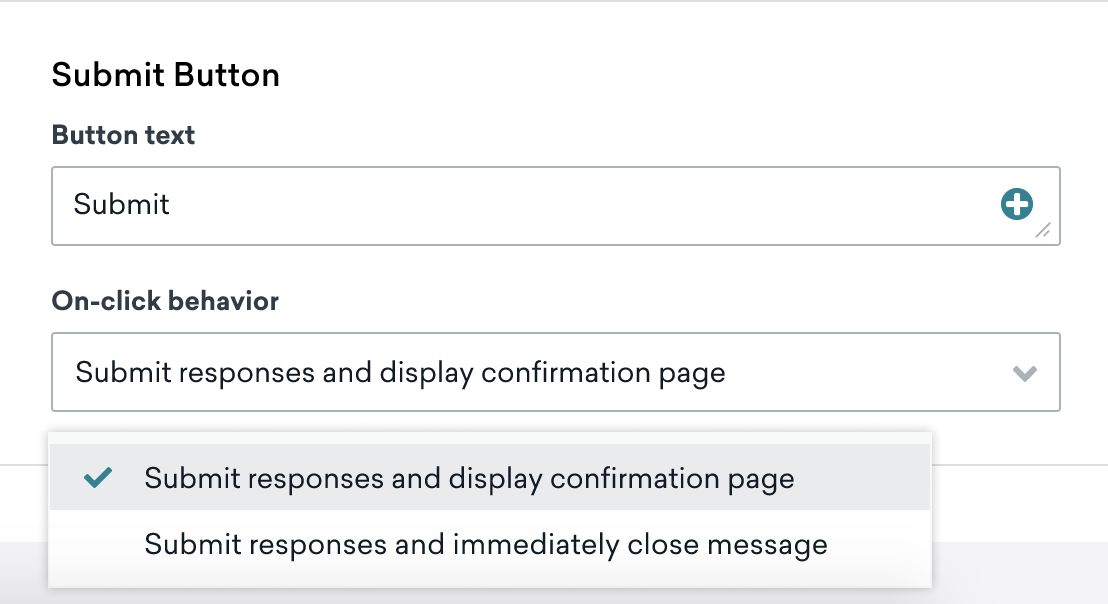 Submit Button
Button text
Submit
On-click behavior
Submit responses and display confirmation page
Submit responses and display confirmation page
Submit responses and immediately close message